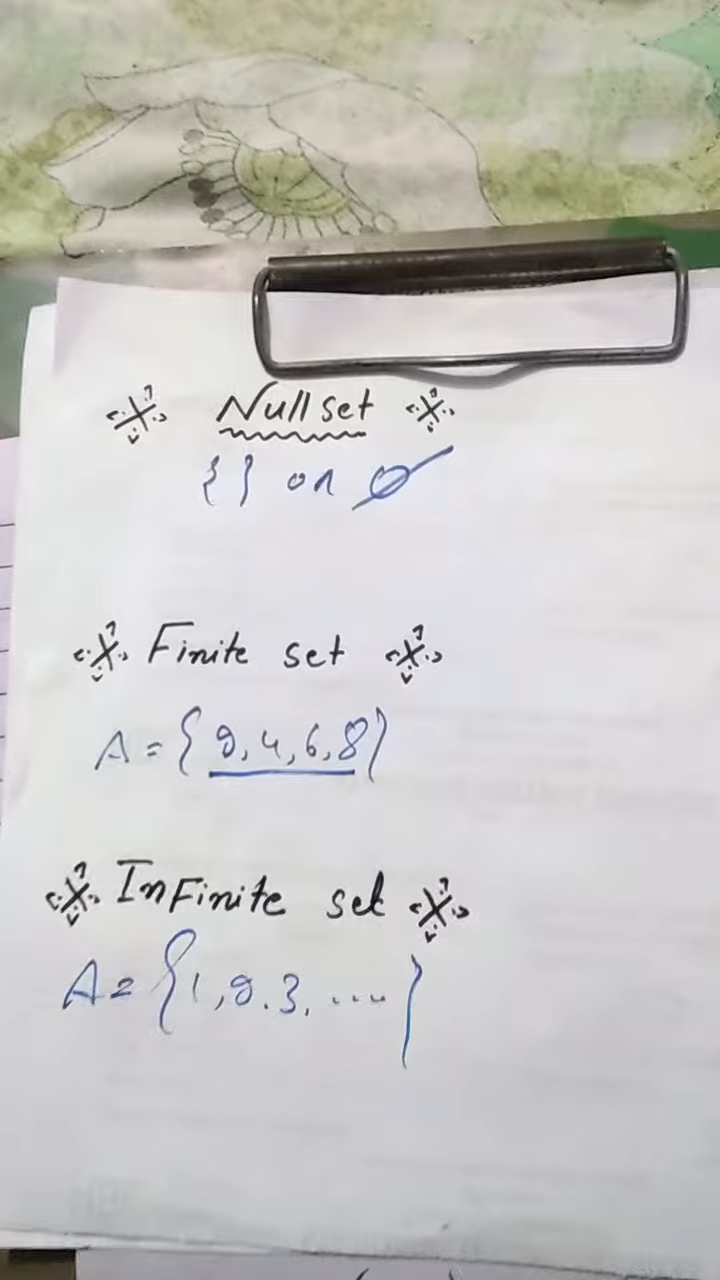 Null set
{ } or Ø
Finite set
A = { 2, 4, 6, 8 }
Infinite set
A = { 1, 2. 3, .... }